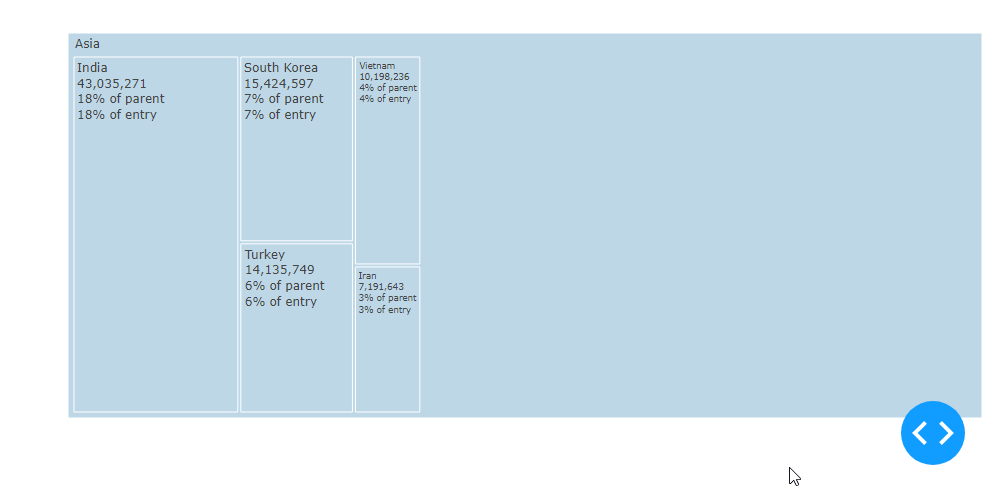 Asia
India
43,035,271
18% of parent
18% of entry
South Korea
15,424,597
7% of parent
7% of entry
Turkey
14,135,749
6% of parent
6% of entry
Vietnam
10,198,236
4% of parent
4% of entry
Iran
7,191,643
3% of parent
3% of entry